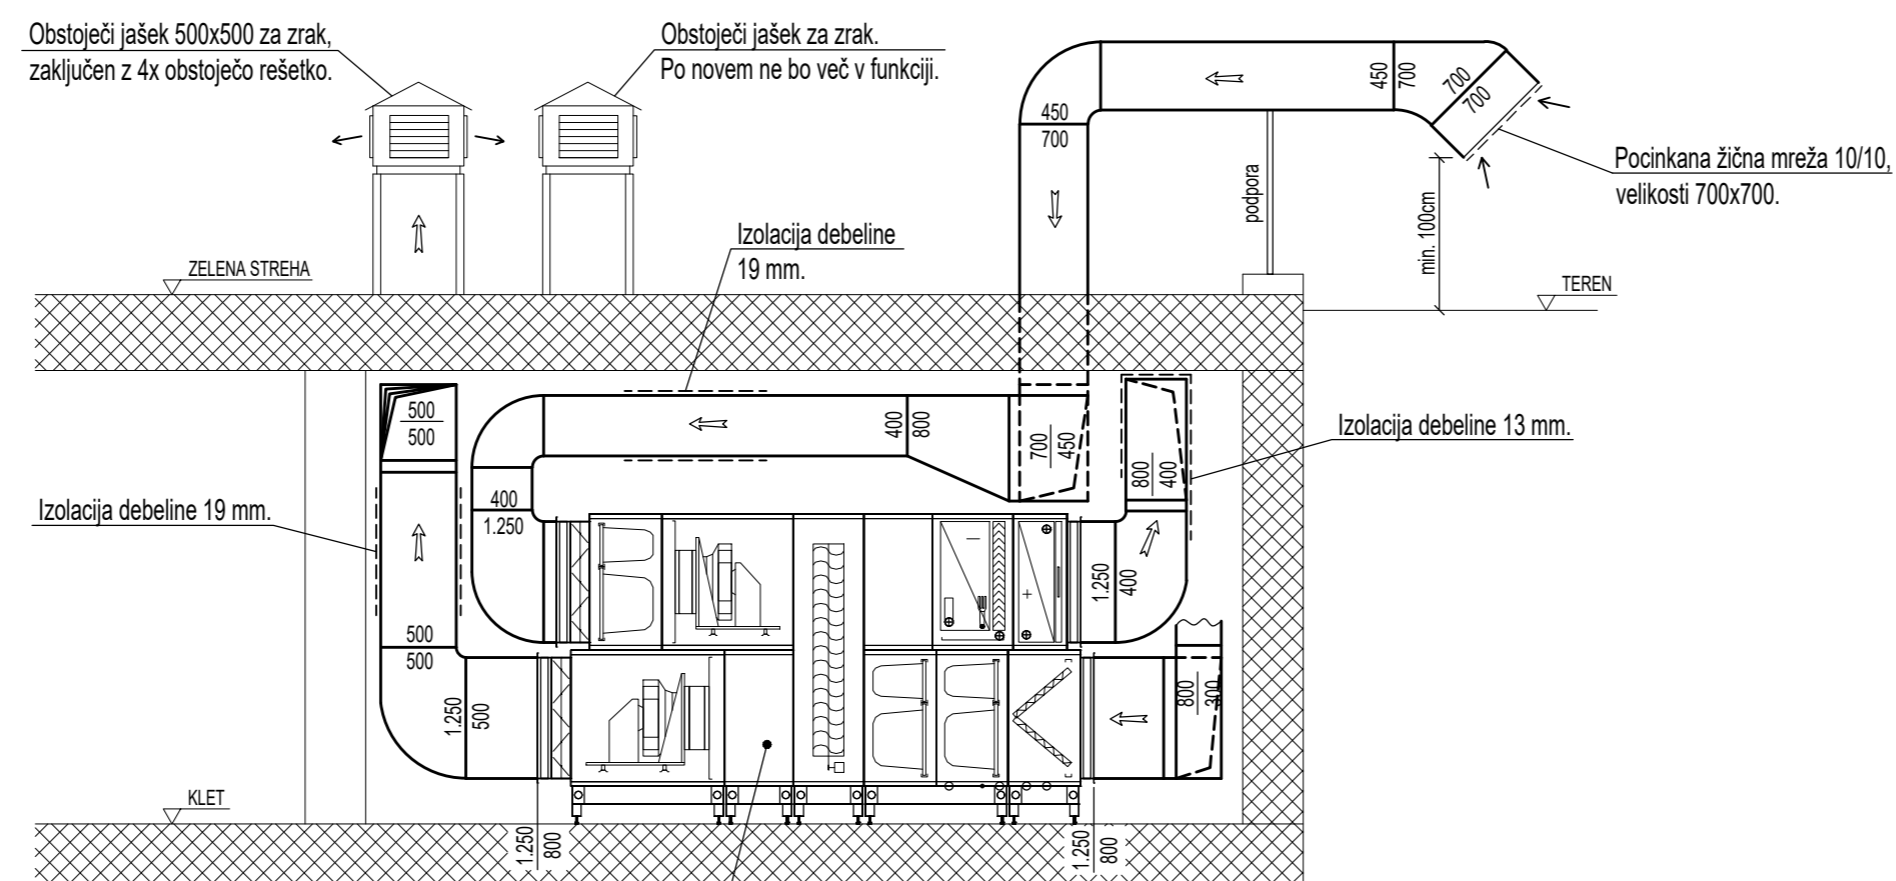 Obstoječi jašek 500x500 za zrak,
zaključen z 4x obstoječo rešetko.
Obstoječi jašek za zrak.
Po novem ne bo več v funkciji.
450
700
700
700
450
700
Pocinkana žična mreža 10/10,
velikosti 700x700.
podpora
min. 100cm
Izolacija debeline
19 mm.
ZELENA STREHA
TEREN
500
500
400
800
700
450
800
400
Izolacija debeline 13 mm.
Izolacija debeline 19 mm.
400
1.250
1.250
400
500
500
1.250
500
800
300
KLET
1.250
800
1.250
800